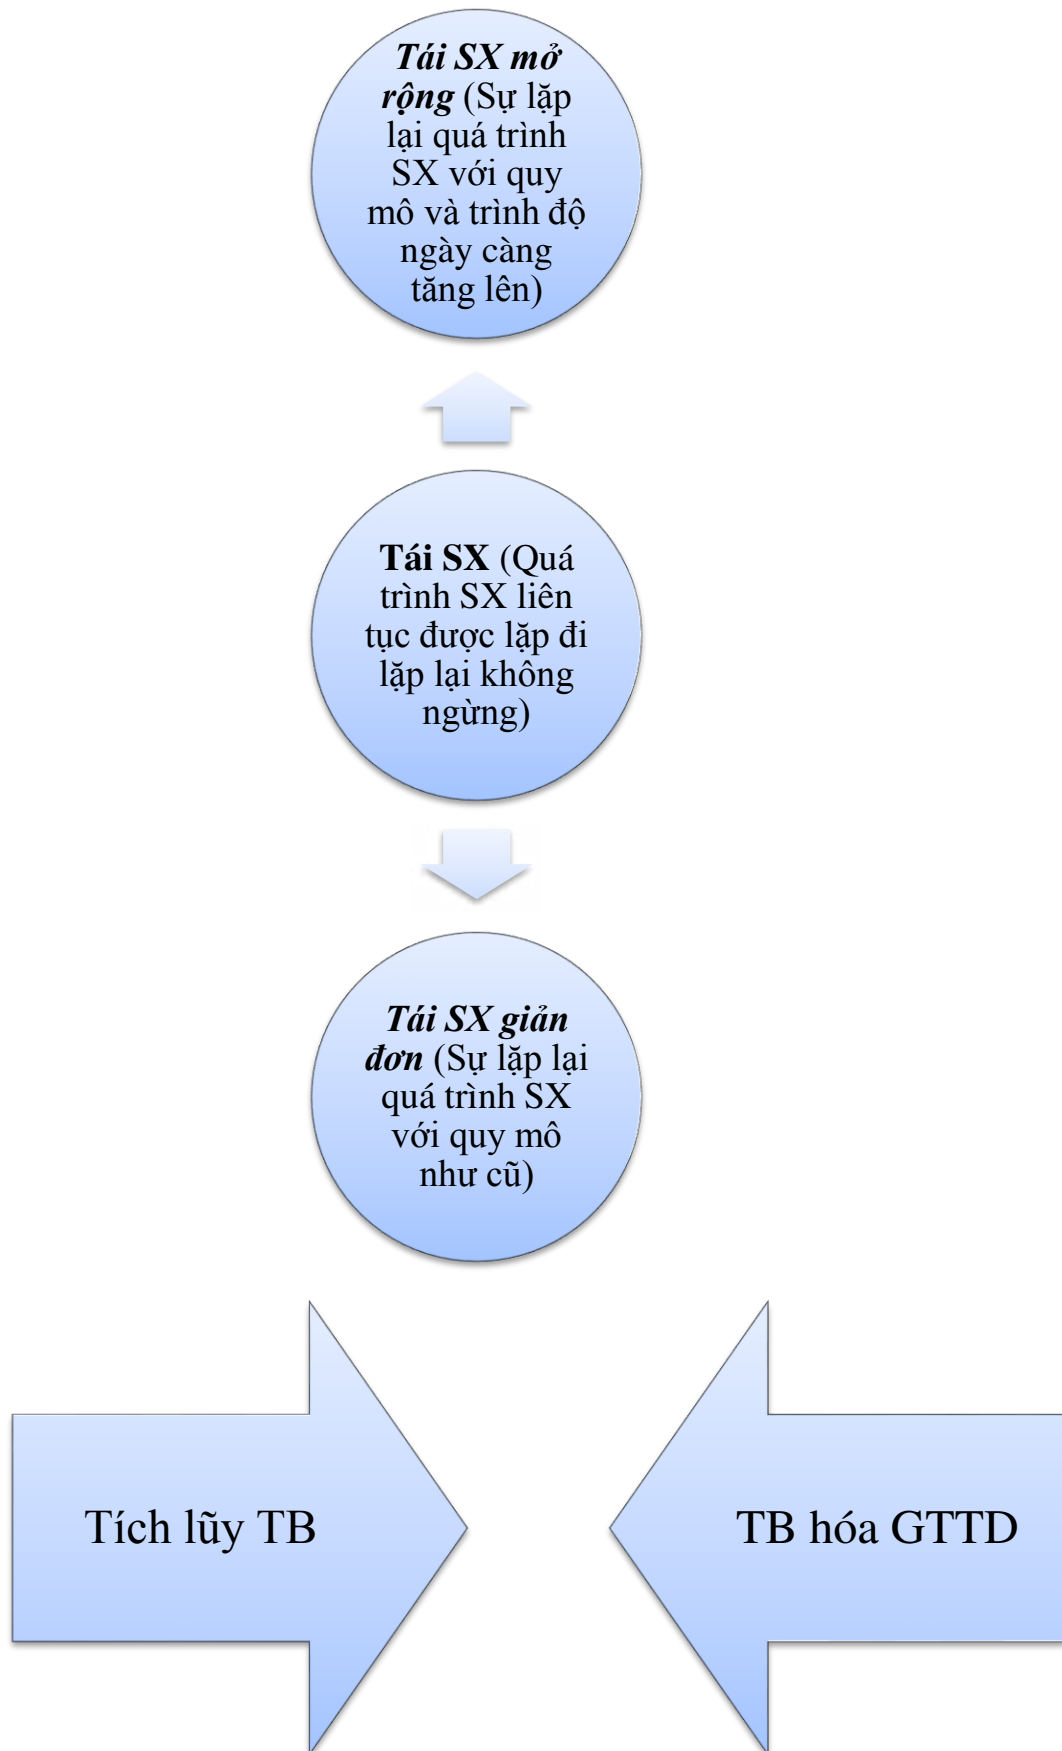 Tái SX mở
rộng (Sự lặp
lại quá trình
SX với quy
mô và trình độ
ngày càng
tăng lên)
Tái SX (Quá
trình SX liên
tục được lặp đi
lặp lại không
ngừng)
Tái SX giản
đơn (Sự lặp lại
quá trình SX
với quy mô
như cũ)
Tích lũy TB
TB hóa GTTD